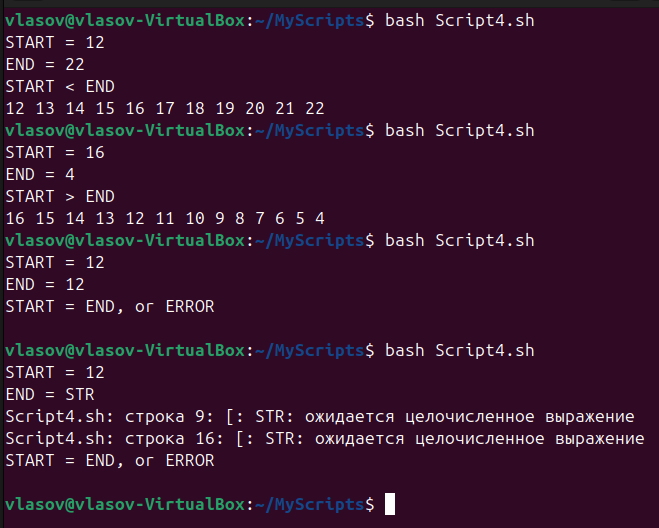 vlasov@vlasov-VirtualBox:~/MyScripts$ bash Script4.sh
START = 12
END = 22
START < END
12 13 14 15 16 17 18 19 20 21 22
vlasov@vlasov-VirtualBox:~/MyScripts$ bash Script4.sh
START = 16
END = 4
START > END
16 15 14 13 12 11 10 9 8 7 6 5 4
vlasov@vlasov-VirtualBox:~/MyScripts$ bash Script4.sh
START = 12
END = 12
START = END, or ERROR
vlasov@vlasov-VirtualBox:~/MyScripts$ bash Script4.sh
START = 12
END = STR
Script4.sh: строка 9: [: STR: ожидается целочисленное выражение
Script4.sh: строка 16: [: STR: ожидается целочисленное выражение
START = END, or ERROR
vlasov@vlasov-VirtualBox:~/MyScripts$